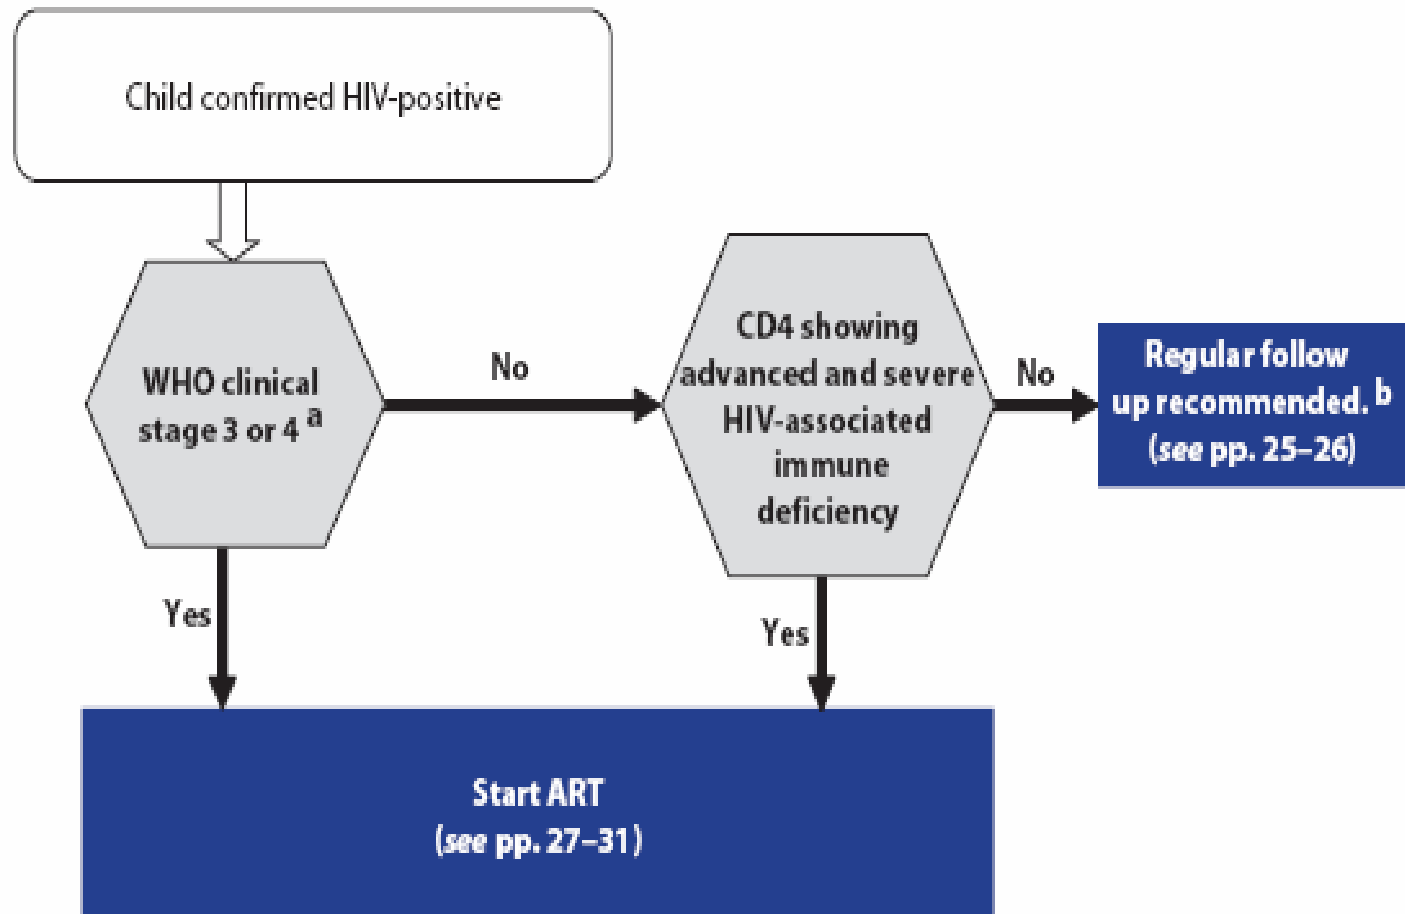 Child confirmed HIV-positive
WHO clinical
stage 3 or 4 a
No
CD4 showing
advanced and severe
HIV-associated
immune
deficiency
No
Regular follow
up recommended. b
(see pp. 25–26)
Yes
Yes
Start ART
(see pp. 27–31)